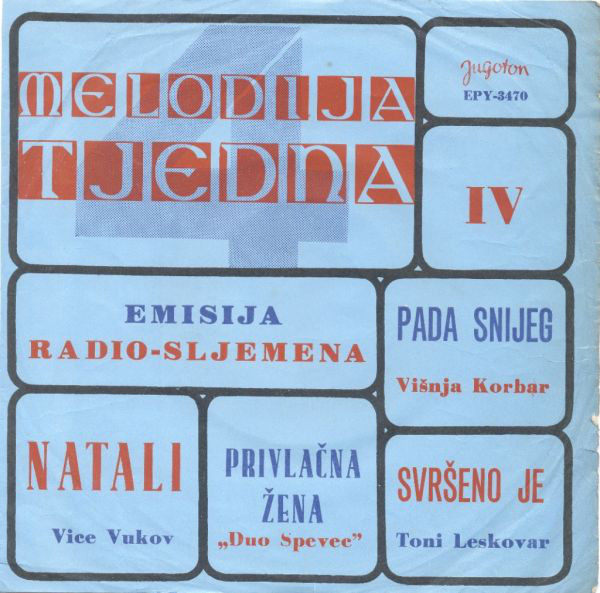 4
MELODIJA
TJEDNA
Jugoton
EPY-3470
IV
EMISIJA
RADIO-SLJEMENA
PADA SNIJEG
Višnja Korbar
NATALI
Vice Vukov
PRIVLAČNA
ŽENA
„Duo Spevec”
SVRŠENO JE
Toni Leskovar